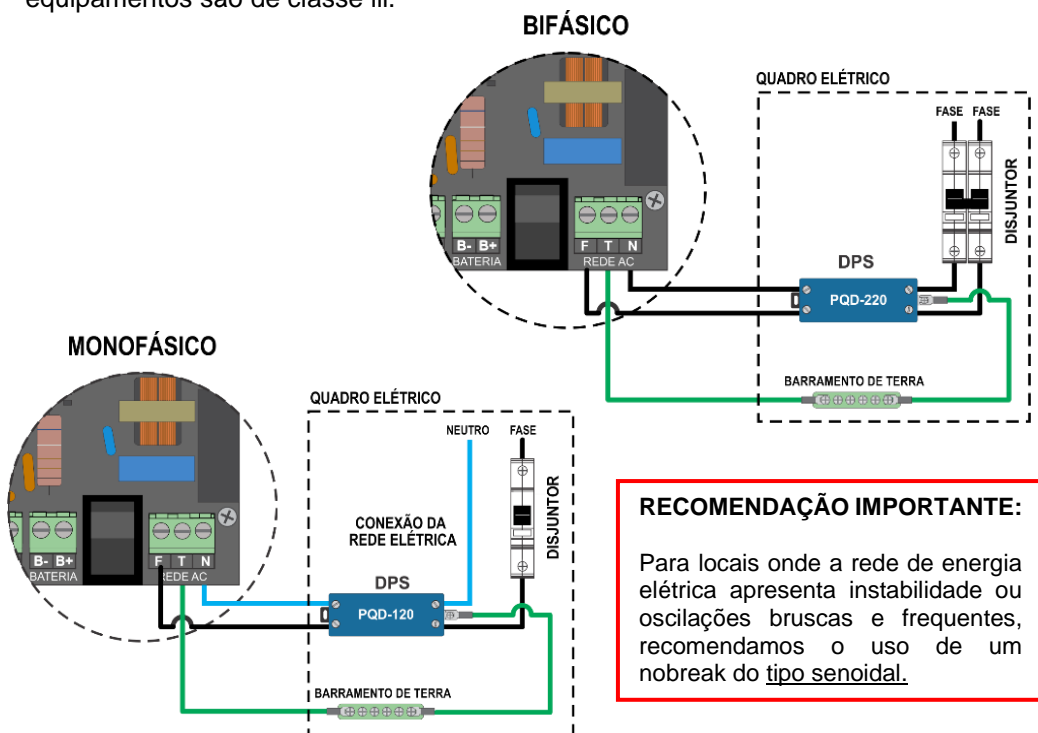 equipamentos são de classe III.
BIFÁSICO
QUADRO ELÉTRICO
FASE FASE
DISJUNTOR
B- B+
BATERIA
F T N
REDE AC
DPS
PQD-220
BARRAMENTO DE TERRA
MONOFÁSICO
QUADRO ELÉTRICO
NEUTRO FASE
DISJUNTOR
CONEXÃO DA
REDE ELÉTRICA
B- B+
BATERIA
F T N
REDE AC
DPS
PQD-120
BARRAMENTO DE TERRA
RECOMENDAÇÃO IMPORTANTE:
Para locais onde a rede de energia
elétrica apresenta instabilidade ou
oscilações bruscas e frequentes,
recomendamos o uso de um
nobreak do tipo senoidal.